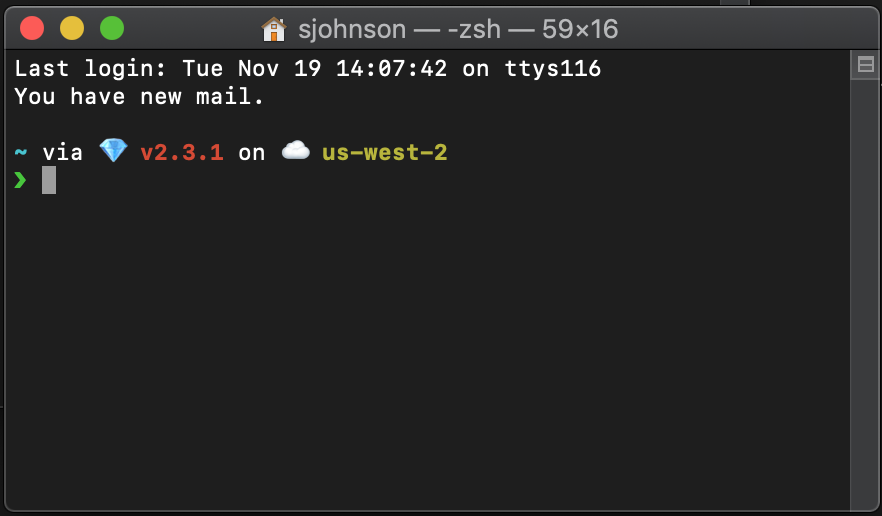 sjohnson — -zsh — 59×16
Last login: Tue Nov 19 14:07:42 on ttys116
You have new mail.
~ via 💎 v2.3.1 on ☁️ us-west-2
❯